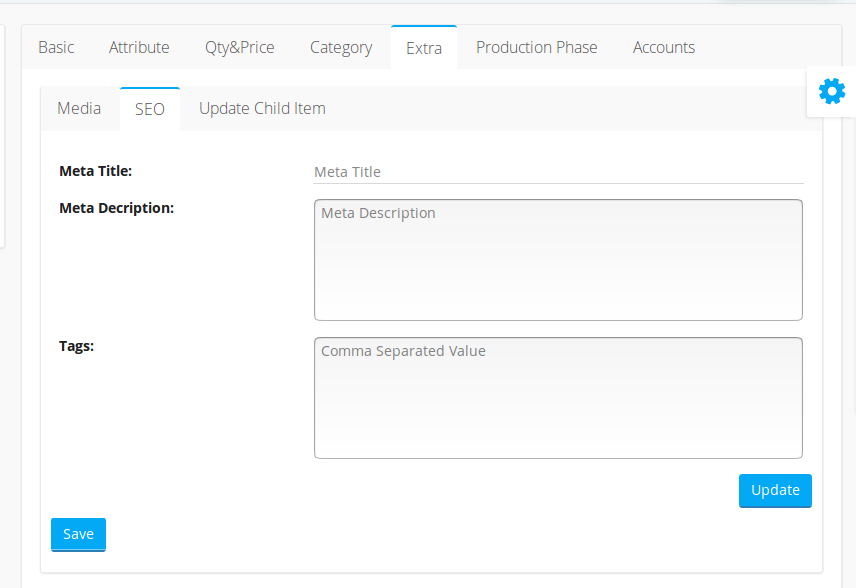 Basic Attribute Qty&Price Category Extra Production Phase Accounts
Media SEO Update Child Item
Meta Title: Meta Title
Meta Decription: Meta Description
Tags: Comma Separated Value
Update
Save